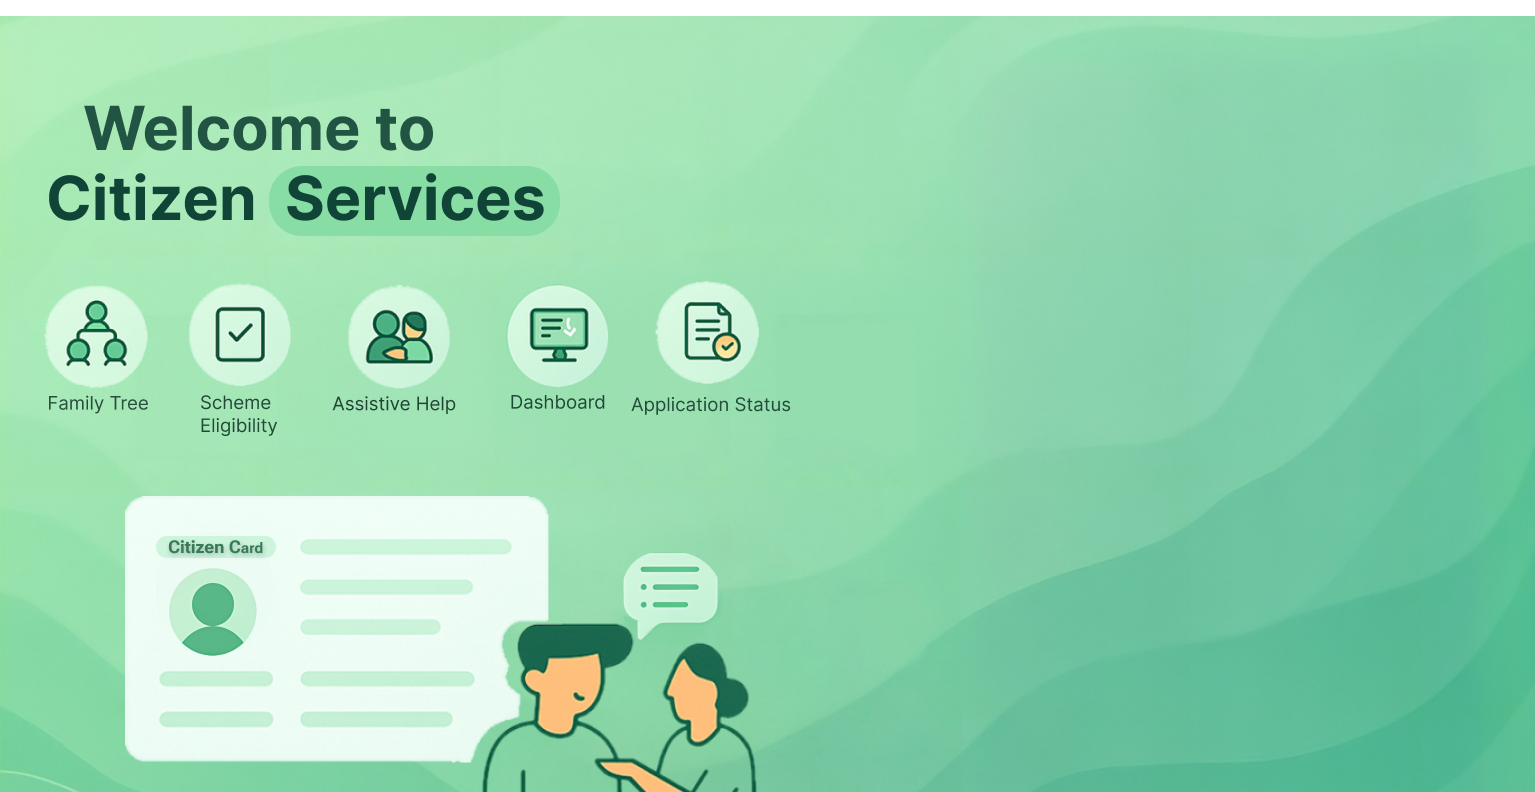 Welcome to
Citizen Services
Family Tree
Scheme
Eligibility
Assistive Help
Dashboard
Application Status
Citizen Card